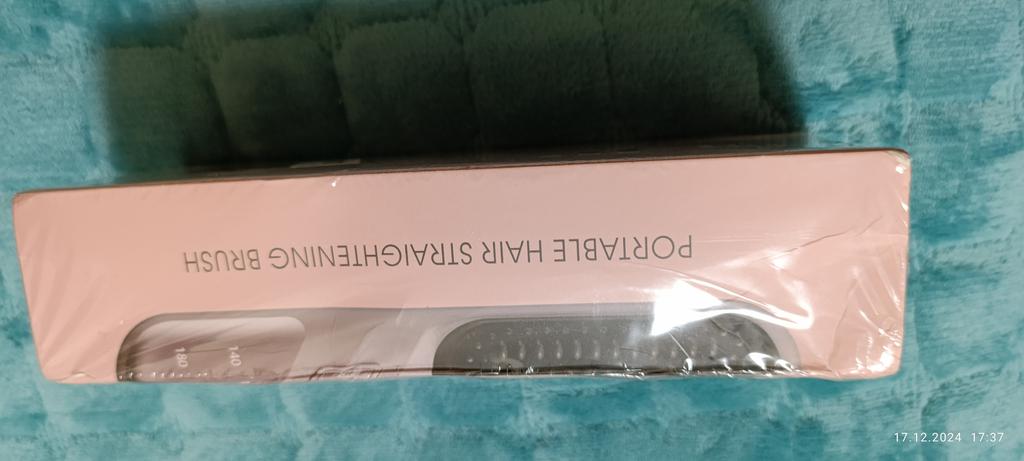 PORTABLE HAIR STRAIGHTENING BRUSH
180
140
17.12.2024 17:37